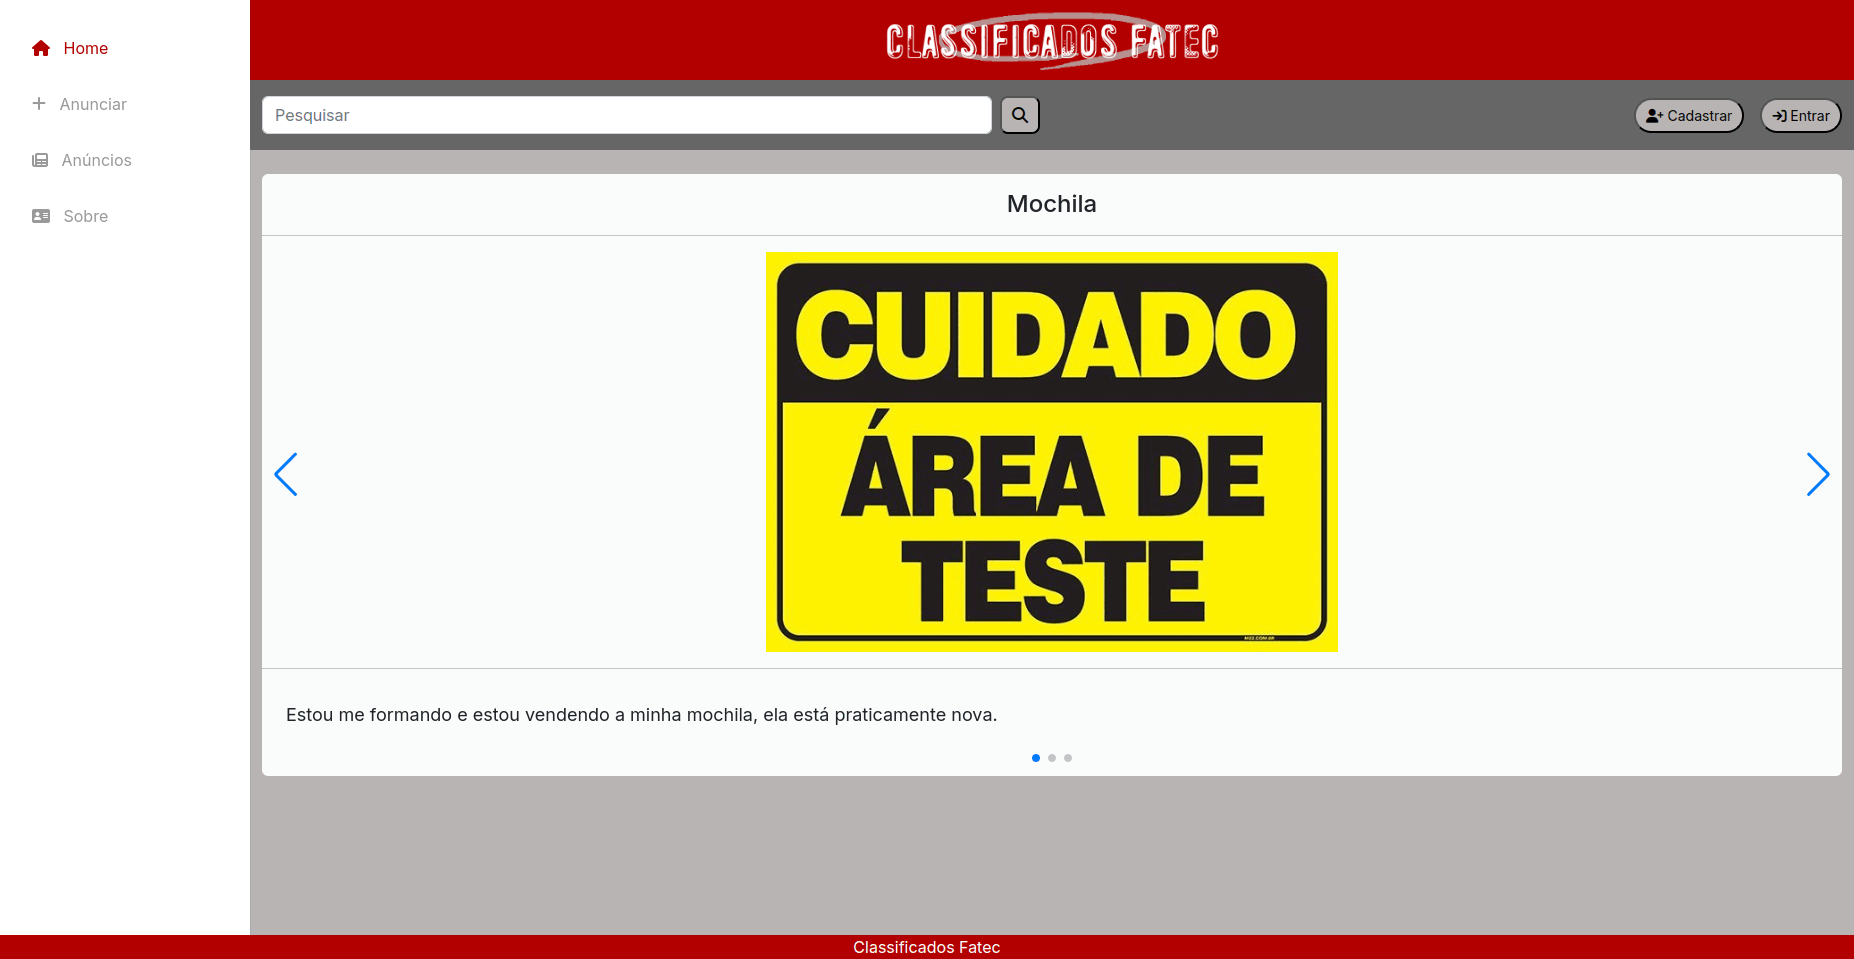 CLASSIFICADOS FATEC
Home
Anunciar
Anúncios
Sobre
Pesquisar
Cadastrar
Entrar
Mochila
CUIDADO
ÁREA DE
TESTE
Estou me formando e estou vendendo a minha mochila, ela está praticamente nova.
Classificados Fatec